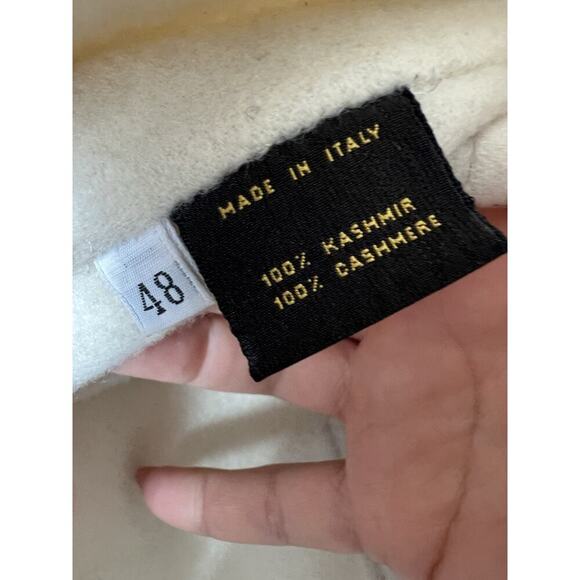 MADE IN ITALY
100% KASHMIR
100% CASHMERE
48